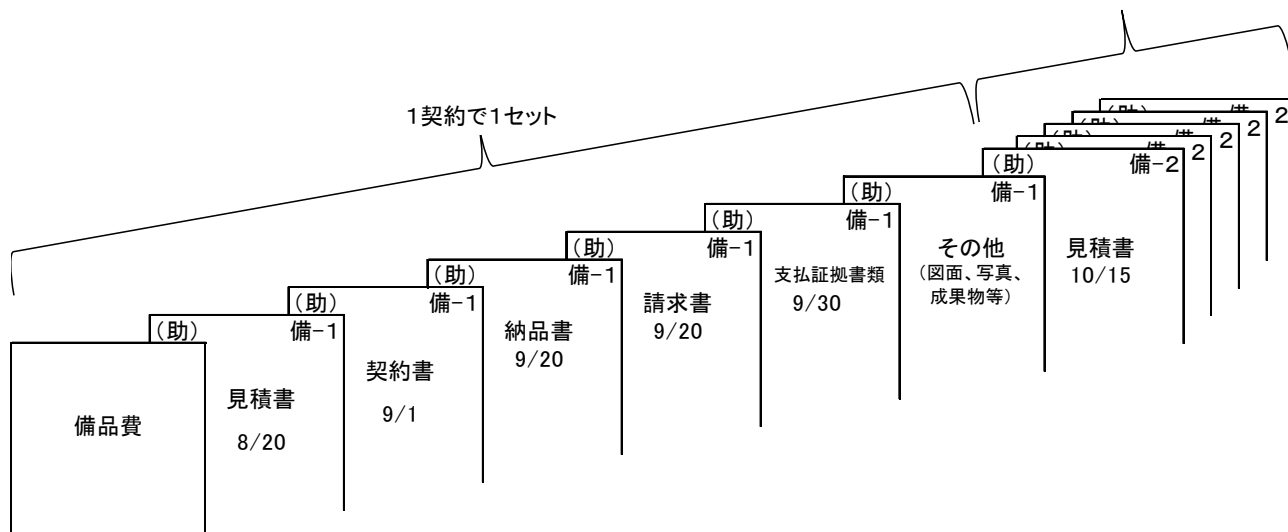 1契約で1セット
備品費
(助)
備-1
見積書
8/20
(助)
備-1
契約書
9/1
(助)
備-1
納品書
9/20
(助)
備-1
請求書
9/20
(助)
備-1
支払証拠書類
9/30
(助)
備-1
その他
(図面、写真、
成果物等)
(助)
備-2
見積書
10/15